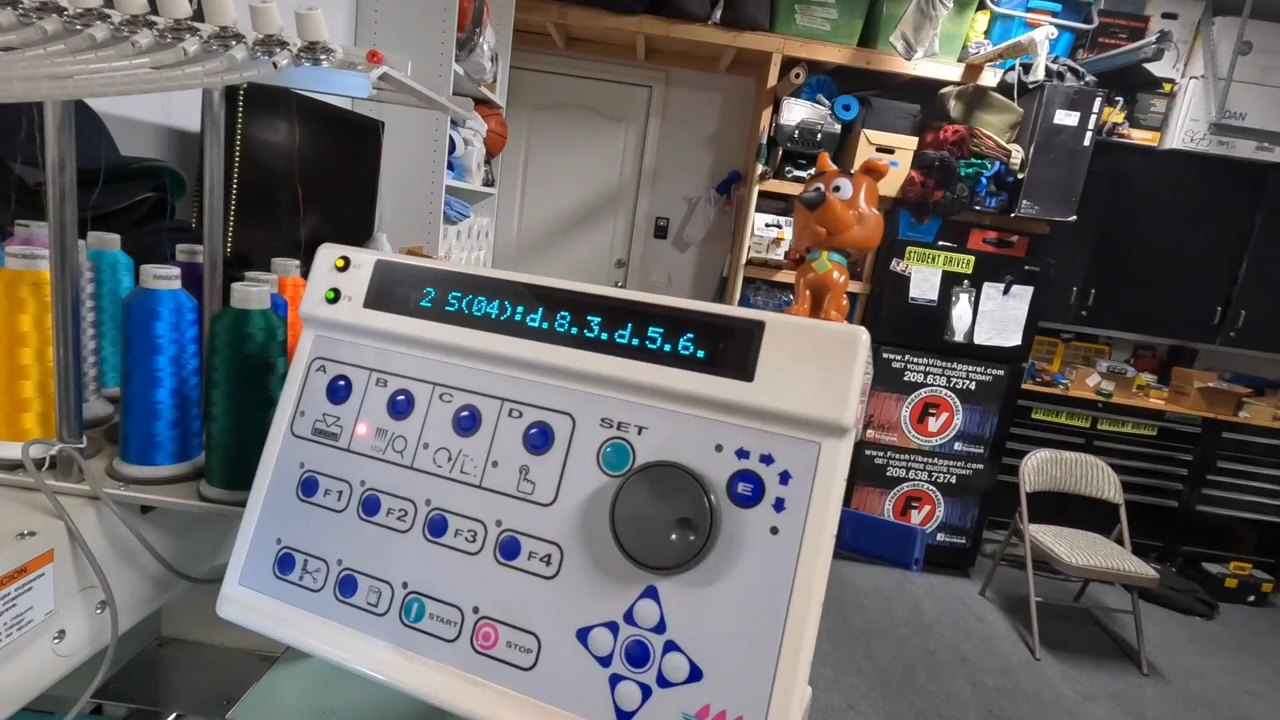 2 S(04):d.8.3.d.5.6.
A
B
C
D
SET
E
F1
F2
F3
F4
START
STOP
STUDENT DRIVER
www.FreshVibesApparel.com
GET YOUR FREE QUOTE TODAY!
209.638.7374
FV
www.FreshVibesApparel.com
GET YOUR FREE QUOTE TODAY!
209.638.7374
FV
STUDENT DRIVER
STUDENT DRIVER